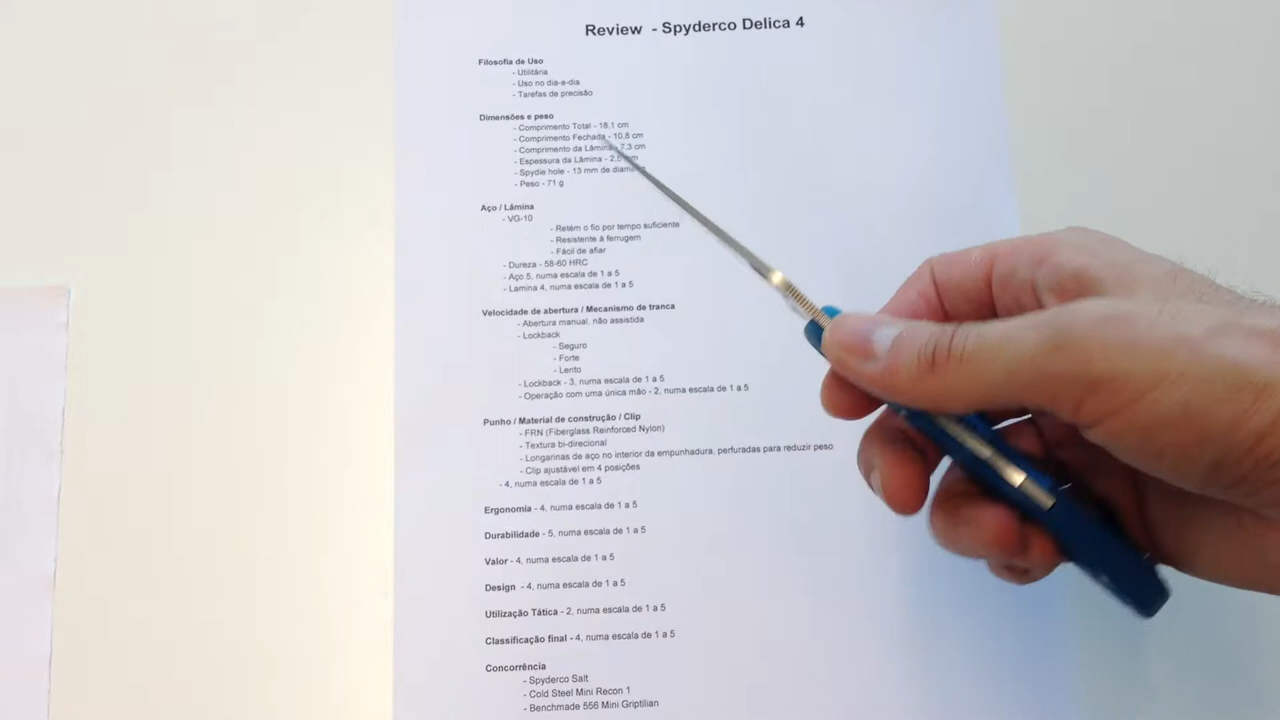 Review - Spyderco Delica 4
Filosofia de Uso
- Utilitária
- Uso no dia-a-dia
- Tarefas de precisão
Dimensões e peso
- Comprimento Total - 18,1 cm
- Comprimento Fechada - 10,8 cm
- Comprimento da Lâmina - 7,3 cm
- Espessura da Lâmina -
- Spydie hole - 13 mm de
- Peso - 71 g
Aço / Lâmina
- VG-10
- Retém o fio por tempo suficiente
- Resistente à ferrugem
- Fácil de afiar
- Dureza - 58-60 HRC
- Aço 5, numa escala de 1 a 5
- Lamina 4, numa escala de 1 a 5
Velocidade de abertura / Mecanismo de tranca
- Abertura manual, não assistida
- Lockback
- Seguro
- Forte
- Lento
- Lockback - 3, numa escala de 1 a 5
- Operação com uma única mão - 2, numa escala de 1 a 5
Punho / Material de construção / Clip
- FRN (Fiberglass Reinforced Nylon)
- Textura bi-direcional
- Longarinas de aço no interior da empunhadura, perfuradas para reduzir peso
- Clip ajustável em 4 posições
- 4, numa escala de 1 a 5
Ergonomia - 4, numa escala de 1 a 5
Durabilidade - 5, numa escala de 1 a 5
Valor - 4, numa escala de 1 a 5
Design - 4, numa escala de 1 a 5
Utilização Tática - 2, numa escala de 1 a 5
Classificação final - 4, numa escala de 1 a 5
Concorrência
- Spyderco Salt
- Cold Steel Mini Recon 1
- Benchmade 556 Mini Griptilian